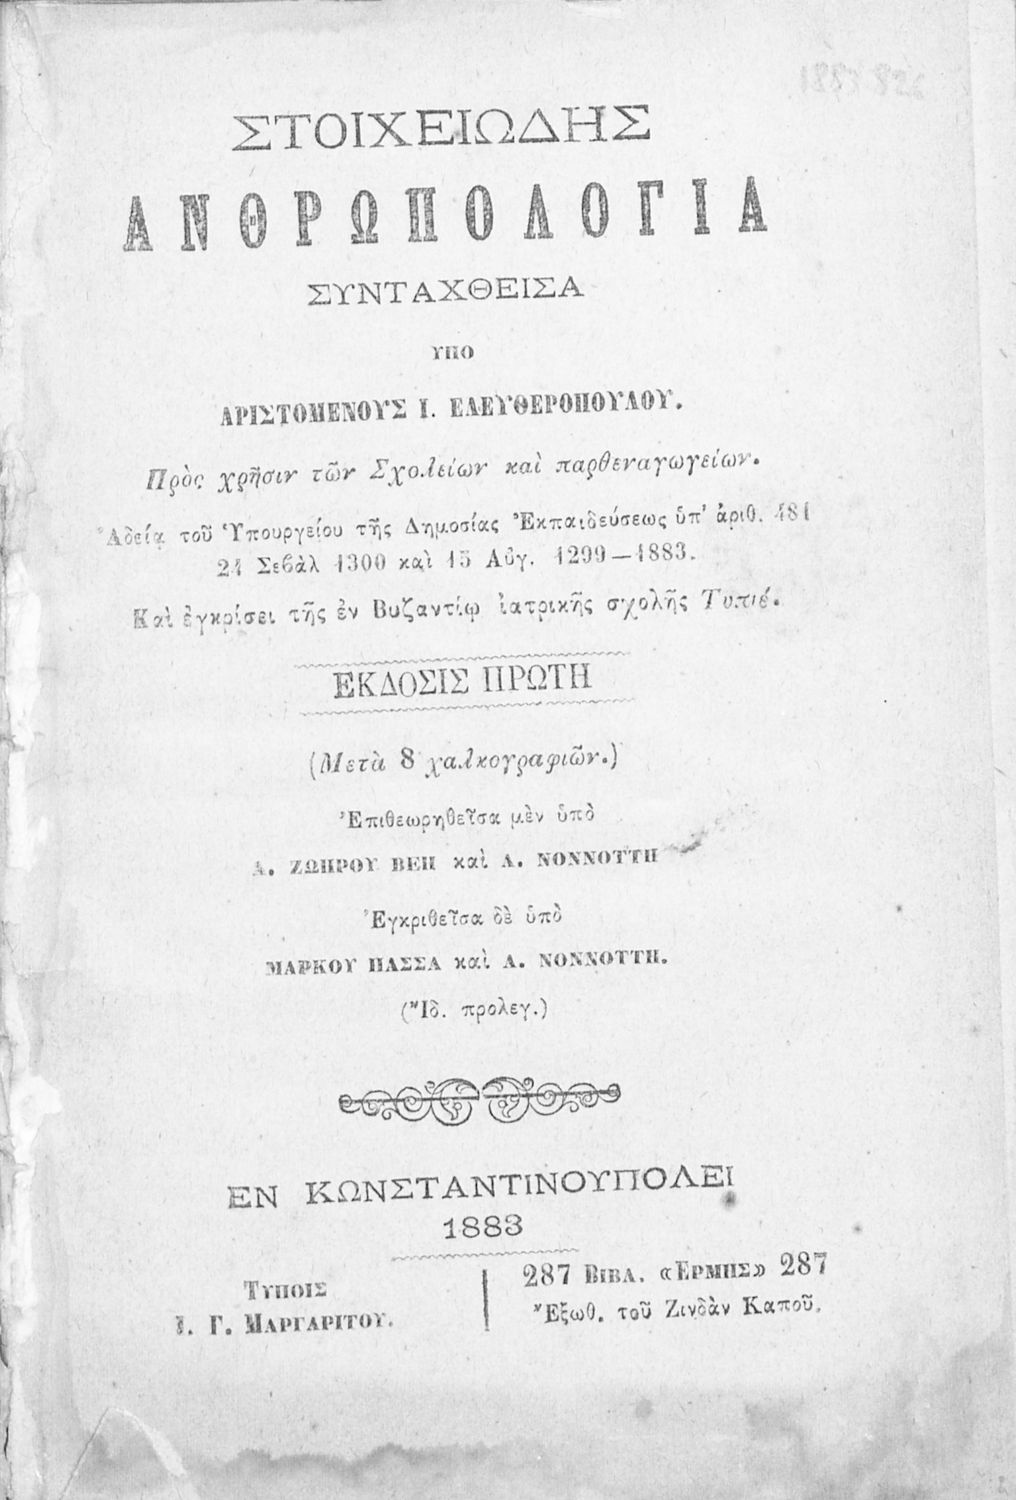 ΣΤΟΙΧΕΙΩΔΗΣ
ΑΝΘΡΩΠΟΛΟΓΙΑ
ΣΥΝΤΑΧΘΕΙΣΑ
ΥΠΟ
ΑΡΙΣΤΟΜΕΝΟΥΣ Ι. ΕΛΕΥΘΕΡΟΠΟΥΛΟΥ.
Πρὸς χρῆσιν τῶν Σχολείων καὶ παρθεναγωγείων.
Ἀδείᾳ τοῦ Ὑπουργείου τῆς Δημοσίας Ἐκπαιδεύσεως ὑπ' ἀριθ. 481
24 Σεβὰλ 1300 καὶ 15 Αὐγ. 1299—1883.
Καὶ ἐγκρίσει τῆς ἐν Βυζαντίῳ ἰατρικῆς σχολῆς Τυπιέ.
ΕΚΔΟΣΙΣ ΠΡΩΤΗ
(Μετὰ 8 χαλκογραφιῶν.)
Ἐπιθεωρηθεῖσα μὲν ὑπὸ
Α. ΖΩΗΡΟΥ ΒΕΗ καὶ Α. ΝΟΝΝΟΤΤΗ
Ἐγκριθεῖσα δὲ ὑπὸ
ΜΑΡΚΟΥ ΠΑΣΣΑ καὶ Α. ΝΟΝΝΟΤΤΗ.
(Ἴδ. προλεγ.)
ΕΝ ΚΩΝΣΤΑΝΤΙΝΟΥΠΟΛΕΙ
1883
ΤΥΠΟΙΣ
Ι. Γ. ΜΑΡΓΑΡΙΤΟΥ.
287 ΒΙΒΛ. «ΕΡΜΗΣ» 287
Ἔξωθ. τοῦ Ζινδὰν Καποῦ.